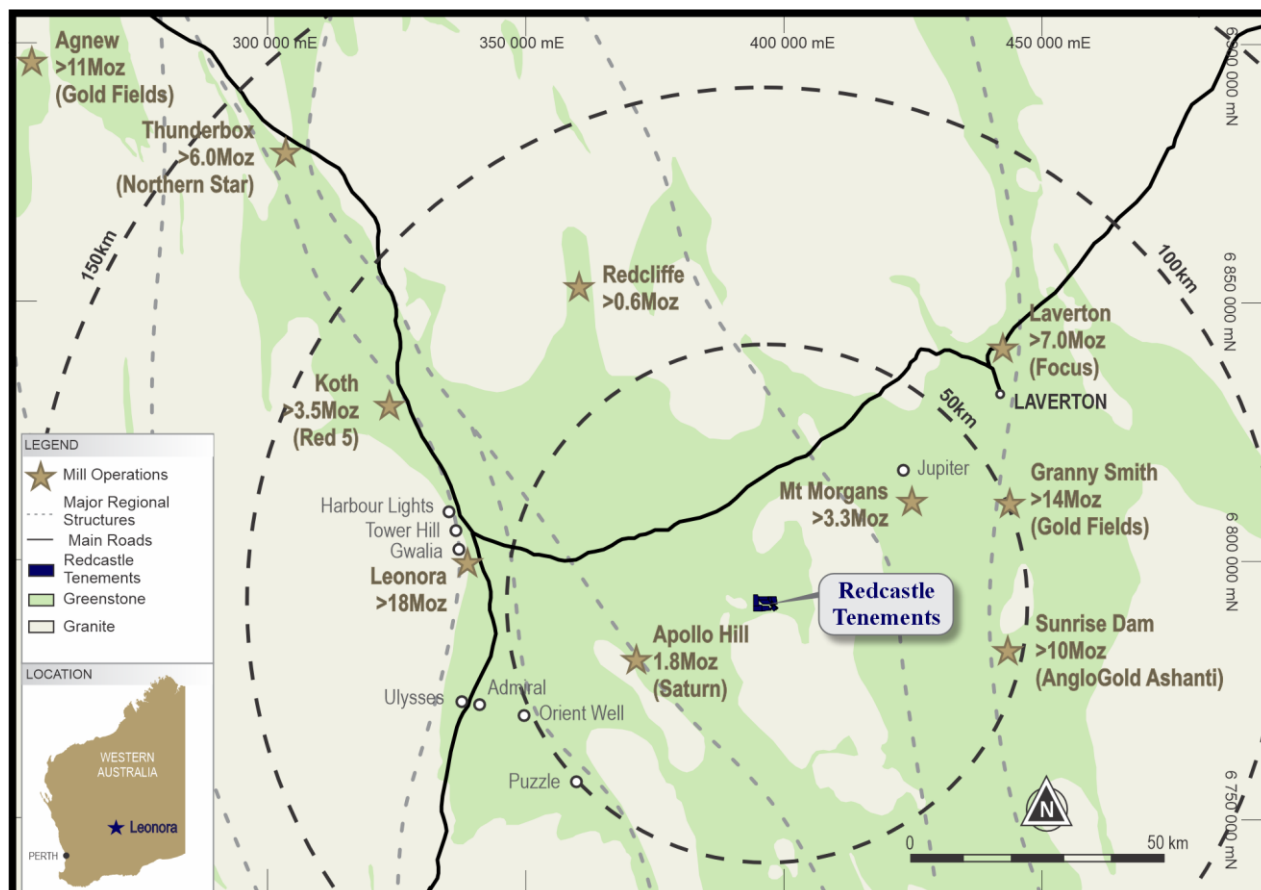 300 000 mE
350 000 mE
400 000 mE
450 000 mE
6 900 000 mN
6 850 000 mN
6 800 000 mN
6 750 000 mN
Agnew
>11Moz
(Gold Fields)
Thunderbox
>6.0Moz
(Northern Star)
150km
100km
50km
Redcliffe
>0.6Moz
Laverton
>7.0Moz
(Focus)
LAVERTON
Koth
>3.5Moz
(Red 5)
Jupiter
Mt Morgans
>3.3Moz
Granny Smith
>14Moz
(Gold Fields)
Harbour Lights
Tower Hill
Gwalia
Leonora
>18Moz
Redcastle
Tenements
Apollo Hill
1.8Moz
(Saturn)
Sunrise Dam
>10Moz
(AngloGold Ashanti)
Ulysses
Admiral
Orient Well
Puzzle
LEGEND
Mill Operations
Major Regional
Structures
Main Roads
Redcastle
Tenements
Greenstone
Granite
LOCATION
WESTERN
AUSTRALIA
Leonora
PERTH
N
0
50 km